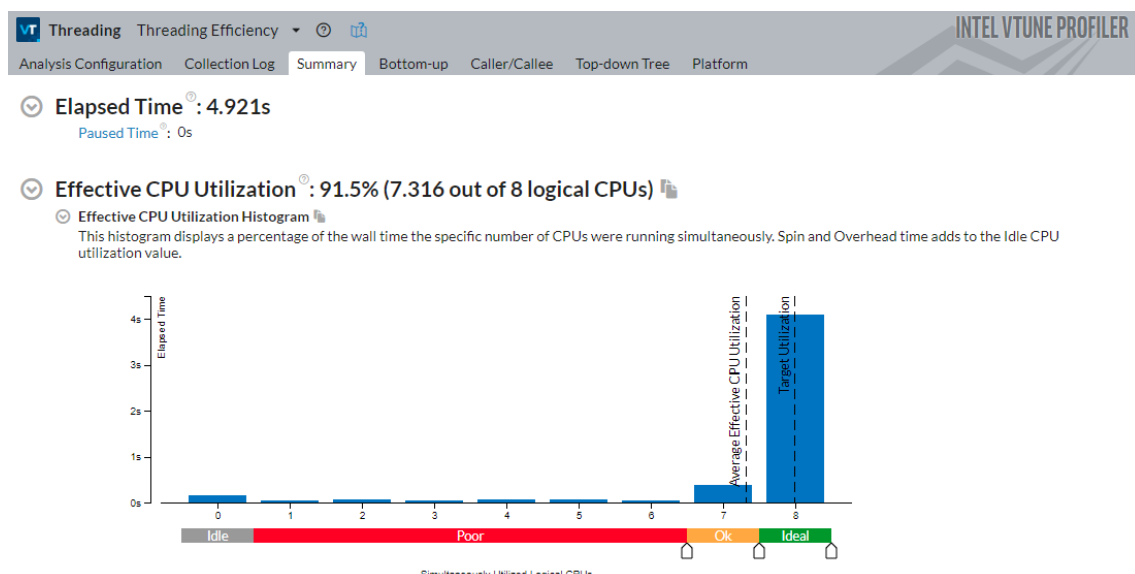 VT Threading Threading Efficiency
INTEL VTUNE PROFILER
Analysis Configuration Collection Log Summary Bottom-up Caller/Callee Top-down Tree Platform
Elapsed Time : 4.921s
Paused Time : 0s
Effective CPU Utilization : 91.5% (7.316 out of 8 logical CPUs)
Effective CPU Utilization Histogram
This histogram displays a percentage of the wall time the specific number of CPUs were running simultaneously. Spin and Overhead time adds to the Idle CPU
utilization value.
Elapsed Time
4s
3s
2s
1s
0s
Average Effective CPU Utilization
Target Utilization
0 1 2 3 4 5 6 7 8
Idle Poor Ok Ideal
Simultaneously Utilized Logical CPUs